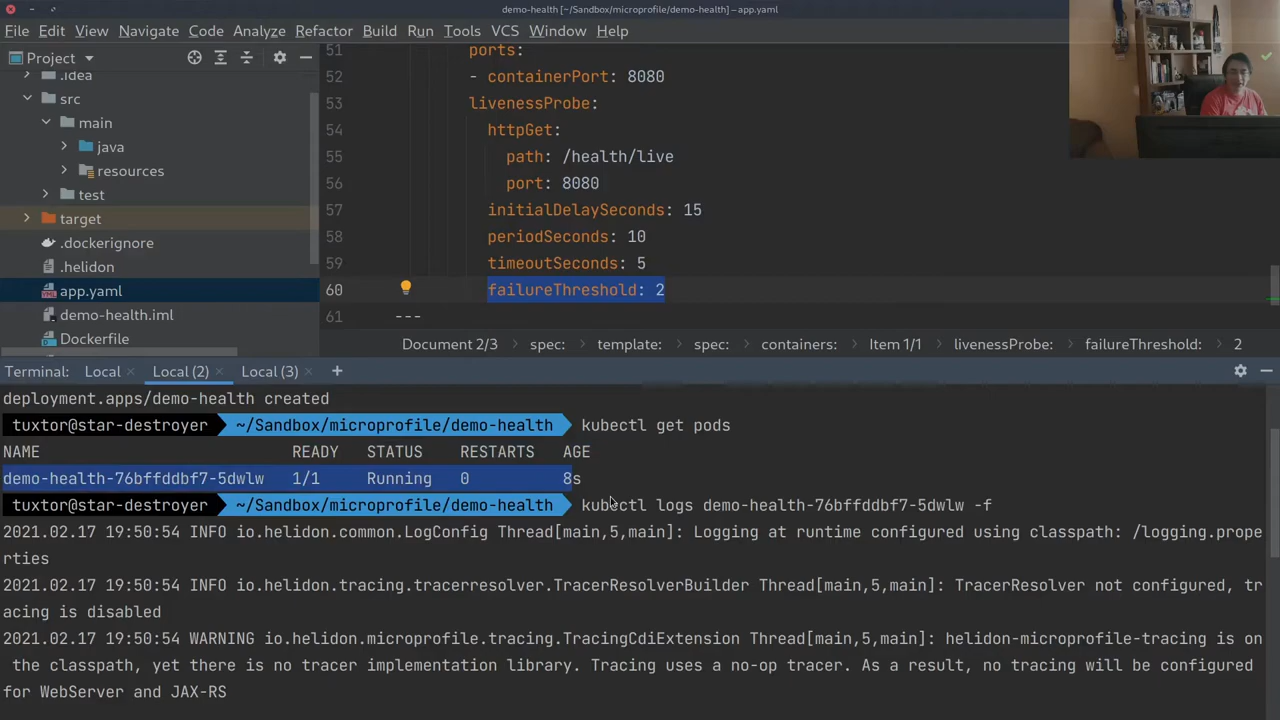 demo-health [~/Sandbox/microprofile/demo-health] – app.yaml
File Edit View Navigate Code Analyze Refactor Build Run Tools VCS Window Help
Project
.idea
src
main
java
resources
test
target
.dockerignore
.helidon
app.yaml
demo-health.iml
Dockerfile
51 ports:
52 - containerPort: 8080
53 livenessProbe:
54 httpGet:
55 path: /health/live
56 port: 8080
57 initialDelaySeconds: 15
58 periodSeconds: 10
59 timeoutSeconds: 5
60 failureThreshold: 2
61 ---
Document 2/3 › spec: › template: › spec: › containers: › Item 1/1 › livenessProbe: › failureThreshold: › 2
Terminal: Local × Local (2) × Local (3) × +
deployment.apps/demo-health created
tuxtor@star-destroyer ~/Sandbox/microprofile/demo-health kubectl get pods
NAME READY STATUS RESTARTS AGE
demo-health-76bffddbf7-5dwlw 1/1 Running 0 8s
tuxtor@star-destroyer ~/Sandbox/microprofile/demo-health kubectl logs demo-health-76bffddbf7-5dwlw -f
2021.02.17 19:50:54 INFO io.helidon.common.LogConfig Thread[main,5,main]: Logging at runtime configured using classpath: /logging.prope
rties
2021.02.17 19:50:54 INFO io.helidon.tracing.tracerresolver.TracerResolverBuilder Thread[main,5,main]: TracerResolver not configured, tr
acing is disabled
2021.02.17 19:50:54 WARNING io.helidon.microprofile.tracing.TracingCdiExtension Thread[main,5,main]: helidon-microprofile-tracing is on
the classpath, yet there is no tracer implementation library. Tracing uses a no-op tracer. As a result, no tracing will be configured
for WebServer and JAX-RS